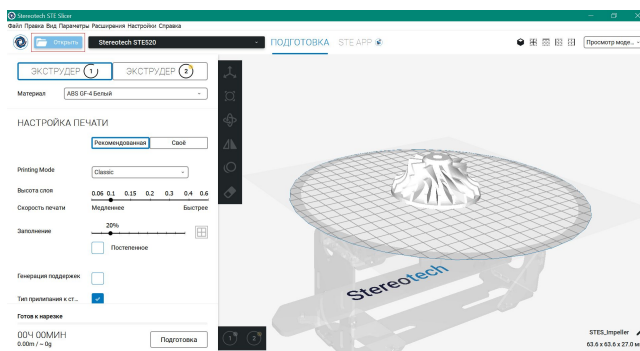 Stereotech STE Slicer
Файл Правка Вид Параметры Расширения Настройки Справка
Открыть
Stereotech STE520
ПОДГОТОВКА STE APP
Просмотр моде...
ЭКСТРУДЕР 1 ЭКСТРУДЕР 2
Материал ABS GF-4 Белый
НАСТРОЙКА ПЕЧАТИ
Рекомендованная Своё
Printing Mode Classic
Высота слоя 0.06 0.1 0.15 0.2 0.3 0.4 0.6
Скорость печати Медленнее Быстрее
Заполнение 20%
Постепенное
Генерация поддержек
Тип прилипания к ст...
Готов к нарезке
00Ч 00МИН
0.00m / ~ 0g
Подготовка
1 2
Stereotech
STES_Impeller
63.6 x 63.6 x 27.0